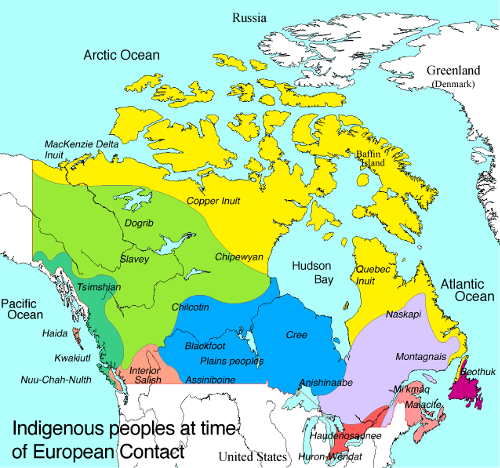 Russia
Arctic Ocean
Greenland
(Denmark)
MacKenzie Delta
Inuit
Baffin
Island
Copper Inuit
Dogrib
Slavey
Chipewyan
Hudson
Bay
Quebec
Inuit
Atlantic
Ocean
Tsimshian
Pacific
Ocean
Chilcotin
Naskapi
Haida
Cree
Blackfoot
Kwakiutl
Plains peoples
Montagnais
Interior
Salish
Nuu-Chah-Nulth
Assiniboine
Anishinaabe
Beothuk
Mi'kmaq
Malacite
Haudenosaunee
Huron-Wendat
United States
Indigenous peoples at time
of European Contact